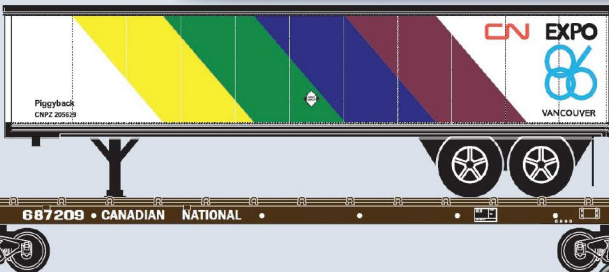 CN EXPO
86
VANCOUVER
Piggyback
CNPZ 205629
687209 • CANADIAN NATIONAL